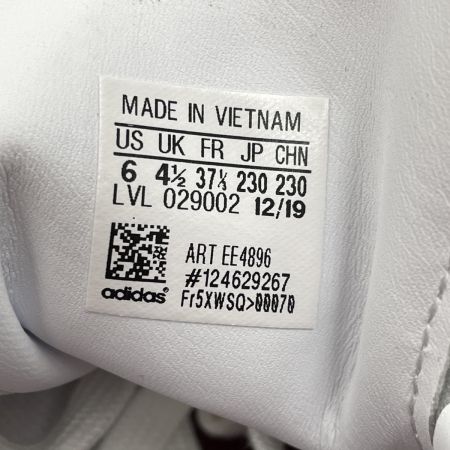 MADE IN VIETNAM
US UK FR JP CHN
6 4½ 37⅓ 230 230
LVL 029002 12/19
ART EE4896
#124629267
adidas Fr5XWSQ>00070